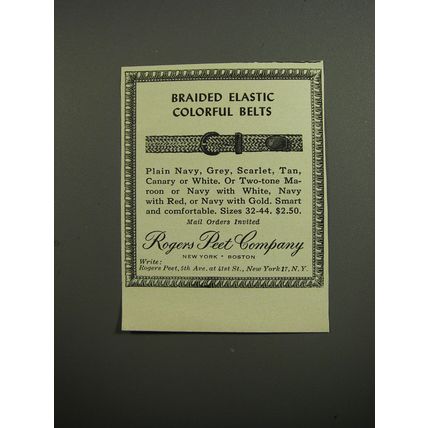 BRAIDED ELASTIC
COLORFUL BELTS
Plain Navy, Grey, Scarlet, Tan,
Canary or White. Or Two-tone Ma-
roon or Navy with White, Navy
with Red, or Navy with Gold. Smart
and comfortable. Sizes 32-44. $2.50.
Mail Orders Invited
Rogers Peet Company
NEW YORK • BOSTON
Write:
Rogers Peet, 5th Ave. at 41st St., New York 17, N.Y.